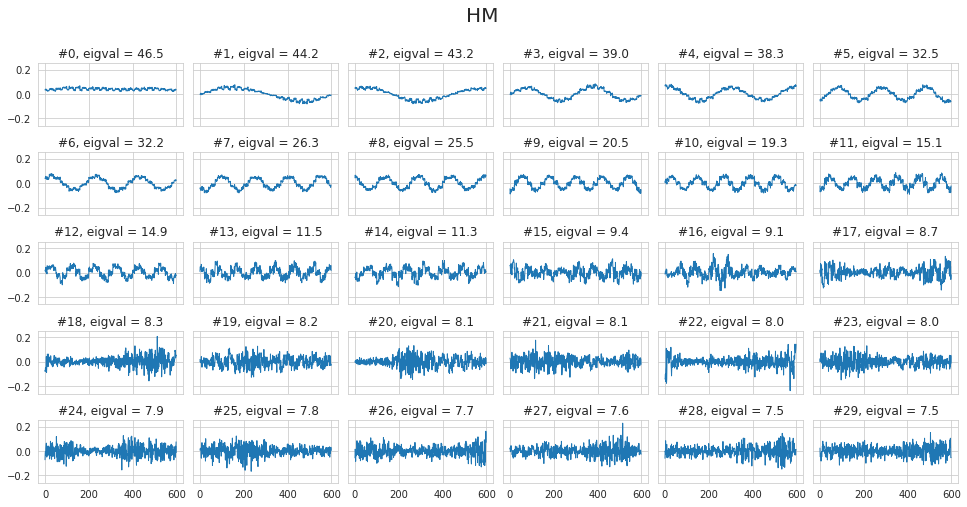 HM
#0, eigval = 46.5 #1, eigval = 44.2 #2, eigval = 43.2 #3, eigval = 39.0 #4, eigval = 38.3 #5, eigval = 32.5
0.2
0.0
−0.2
#6, eigval = 32.2 #7, eigval = 26.3 #8, eigval = 25.5 #9, eigval = 20.5 #10, eigval = 19.3 #11, eigval = 15.1
0.2
0.0
−0.2
#12, eigval = 14.9 #13, eigval = 11.5 #14, eigval = 11.3 #15, eigval = 9.4 #16, eigval = 9.1 #17, eigval = 8.7
0.2
0.0
−0.2
#18, eigval = 8.3 #19, eigval = 8.2 #20, eigval = 8.1 #21, eigval = 8.1 #22, eigval = 8.0 #23, eigval = 8.0
0.2
0.0
−0.2
#24, eigval = 7.9 #25, eigval = 7.8 #26, eigval = 7.7 #27, eigval = 7.6 #28, eigval = 7.5 #29, eigval = 7.5
0.2
0.0
−0.2
0 200 400 600 0 200 400 600 0 200 400 600 0 200 400 600 0 200 400 600 0 200 400 600